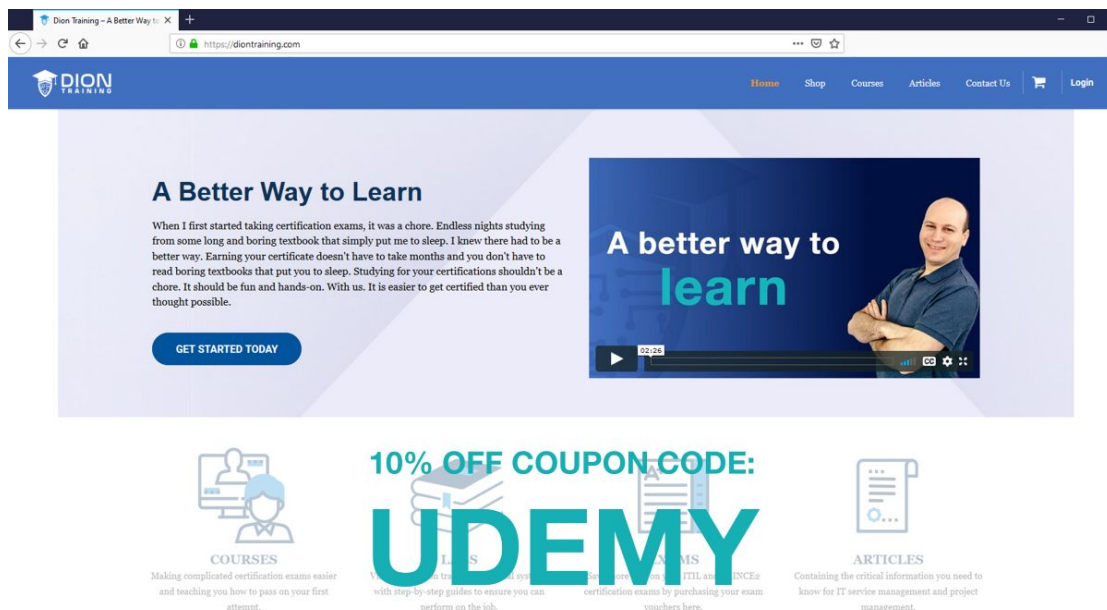 Dion Training – A Better Way to
https://diontraining.com
DION
TRAINING
Home Shop Courses Articles Contact Us Login
A Better Way to Learn
When I first started taking certification exams, it was a chore. Endless nights studying
from some long and boring textbook that simply put me to sleep. I knew there had to be a
better way. Earning your certificate doesn't have to take months and you don't have to
read boring textbooks that put you to sleep. Studying for your certifications shouldn't be a
chore. It should be fun and hands-on. With us. It is easier to get certified than you ever
thought possible.
GET STARTED TODAY
A better way to
learn
02:26
CC
10% OFF COUPON CODE:
UDEMY
COURSES
Making complicated certification exams easier
and teaching you how to pass on your first
attempt.
with step-by-step guides to ensure you can
perform on the job.
certification exams by purchasing your exam
vouchers here.
ARTICLES
Containing the critical information you need to
know for IT service management and project
management.